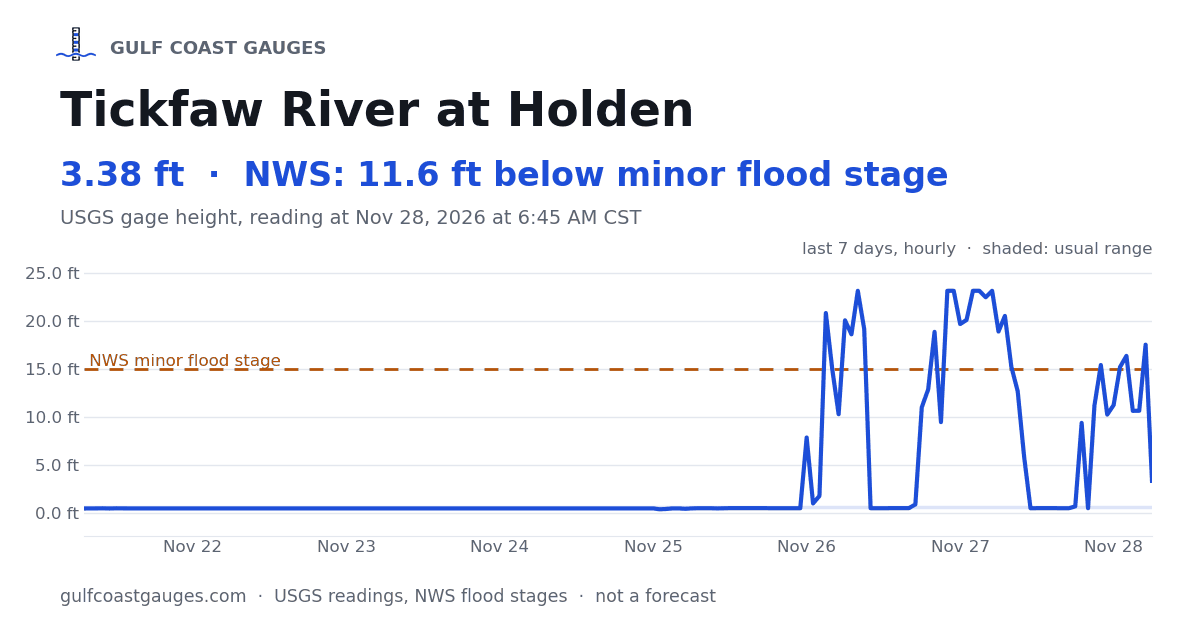 GULF COAST GAUGES
Tickfaw River at Holden
3.38 ft · NWS: 11.6 ft below minor flood stage
USGS gage height, reading at Nov 28, 2026 at 6:45 AM CST
last 7 days, hourly · shaded: usual range
25.0 ft
20.0 ft
NWS minor flood stage
15.0 ft
10.0 ft
5.0 ft
0.0 ft
Nov 22 Nov 23 Nov 24 Nov 25 Nov 26 Nov 27 Nov 28
gulfcoastgauges.com · USGS readings, NWS flood stages · not a forecast